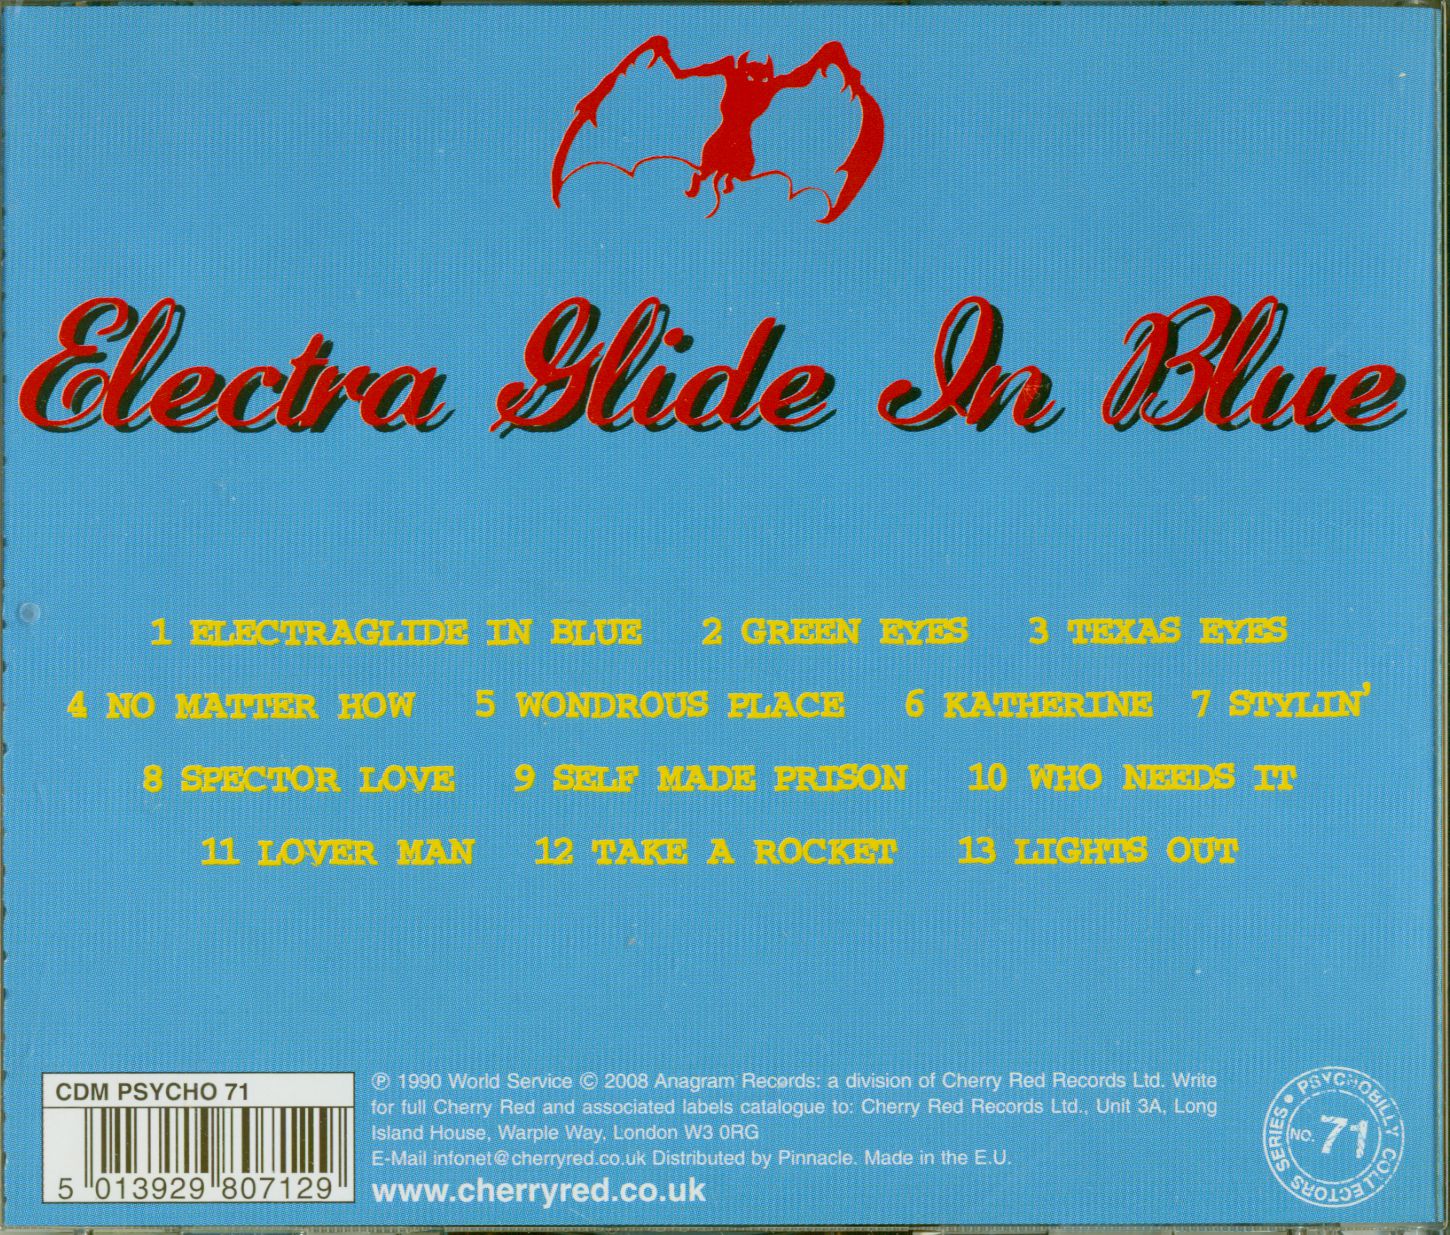 Electra Glide In Blue
1 ELECTRAGLIDE IN BLUE 2 GREEN EYES 3 TEXAS EYES
4 NO MATTER HOW 5 WONDROUS PLACE 6 KATHERINE 7 STYLIN'
8 SPECTOR LOVE 9 SELF MADE PRISON 10 WHO NEEDS IT
11 LOVER MAN 12 TAKE A ROCKET 13 LIGHTS OUT
CDM PSYCHO 71
5 013929 807129
℗ 1990 World Service © 2008 Anagram Records: a division of Cherry Red Records Ltd. Write
for full Cherry Red and associated labels catalogue to: Cherry Red Records Ltd., Unit 3A, Long
Island House, Warple Way, London W3 0RG
E-Mail infonet@cherryred.co.uk Distributed by Pinnacle. Made in the E.U.
www.cherryred.co.uk
PSYCHOBILLY COLLECTORS SERIES
NO. 71